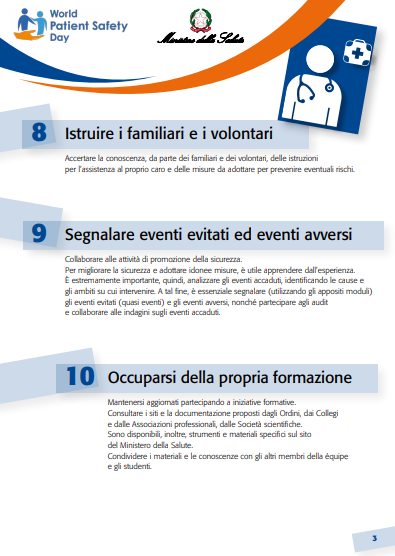 World
Patient Safety
Day
Ministero della Salute
8 Istruire i familiari e i volontari
Accertare la conoscenza, da parte dei familiari e dei volontari, delle istruzioni
per l'assistenza al proprio caro e delle misure da adottare per prevenire eventuali rischi.
9 Segnalare eventi evitati ed eventi avversi
Collaborare alle attività di promozione della sicurezza.
Per migliorare la sicurezza e adottare idonee misure, è utile apprendere dall'esperienza.
È estremamente importante, quindi, analizzare gli eventi accaduti, identificando le cause e
gli ambiti su cui intervenire. A tal fine, è essenziale segnalare (utilizzando gli appositi moduli)
gli eventi evitati (quasi eventi) e gli eventi avversi, nonché partecipare agli audit
e collaborare alle indagini sugli eventi accaduti.
10 Occuparsi della propria formazione
Mantenersi aggiornati partecipando a iniziative formative.
Consultare i siti e la documentazione proposti dagli Ordini, dai Collegi
e dalle Associazioni professionali, dalle Società scientifiche.
Sono disponibili, inoltre, strumenti e materiali specifici sul sito
del Ministero della Salute.
Condividere i materiali e le conoscenze con gli altri membri della équipe
e gli studenti.
3